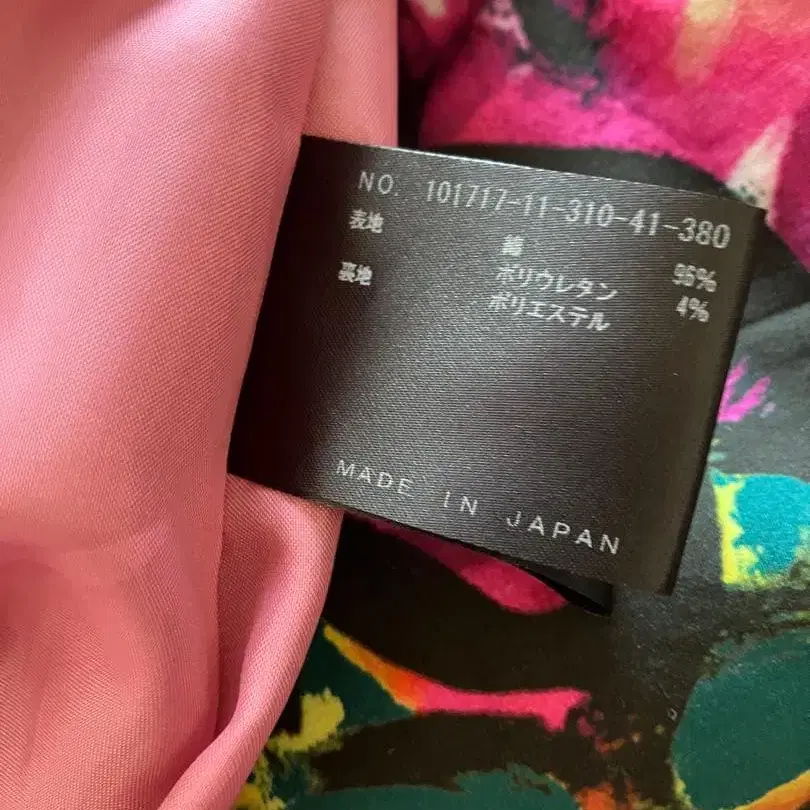 NO. 101717-11-310-41-380
表地 綿 96%
ポリウレタン 4%
裏地 ポリエステル
MADE IN JAPAN